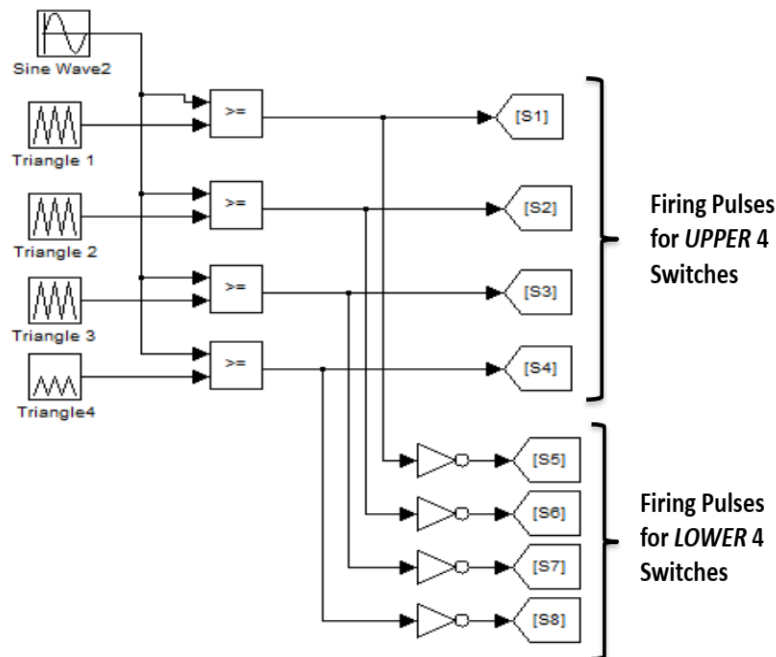 Sine Wave2
>=
[S1]
Triangle 1
>=
[S2]
Triangle 2
>=
[S3]
Triangle 3
>=
[S4]
Triangle4
Firing Pulses
for UPPER 4
Switches
[S5]
[S6]
[S7]
[S8]
Firing Pulses
for LOWER 4
Switches